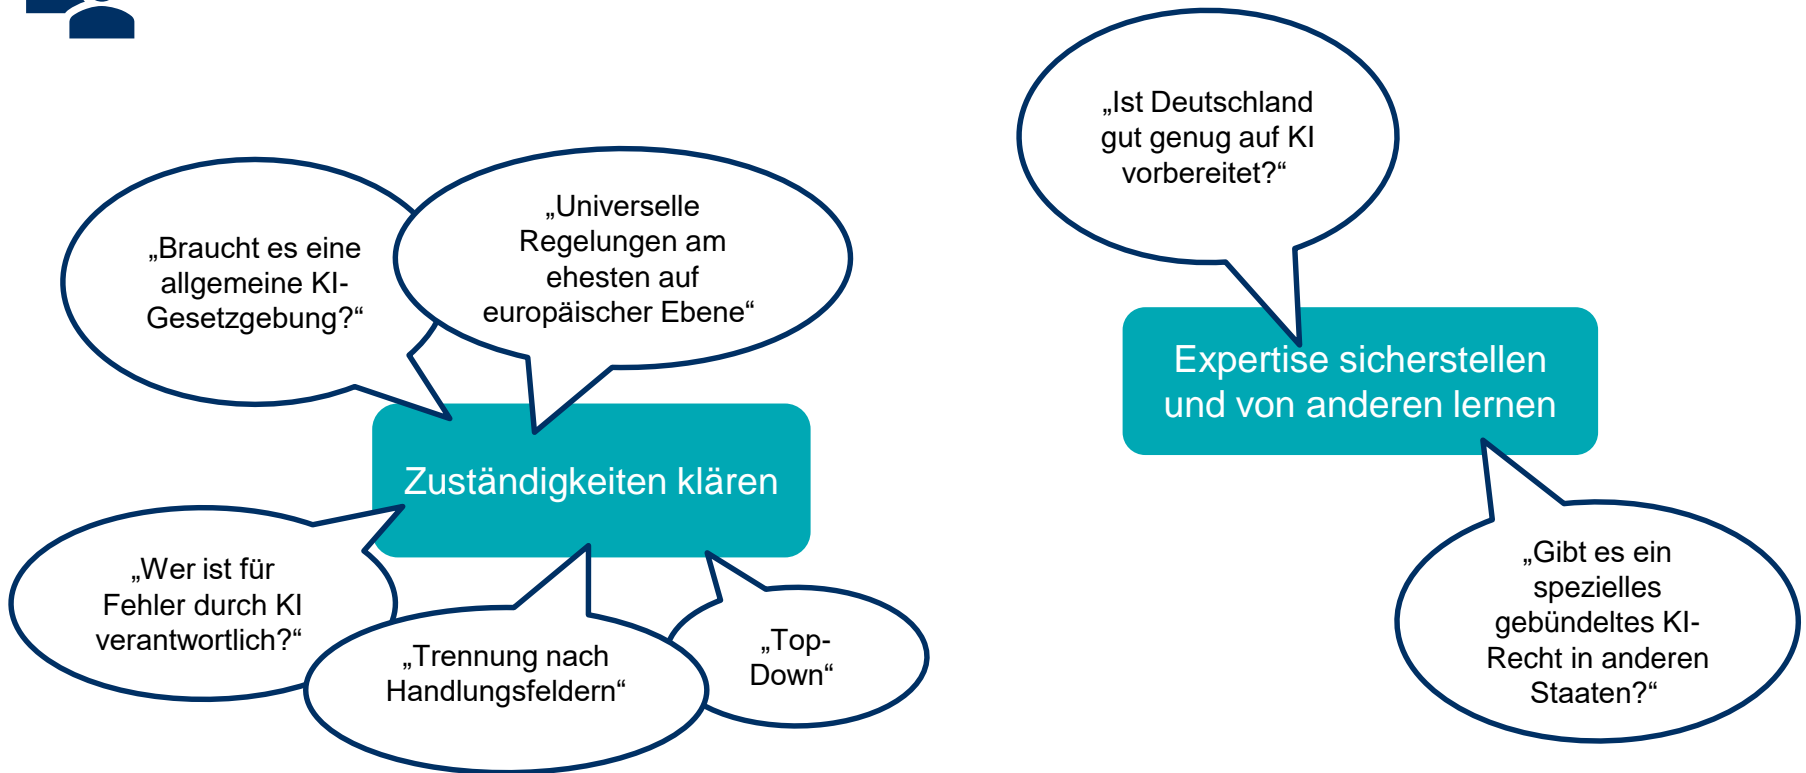 „Ist Deutschland
gut genug auf KI
vorbereitet?“
„Braucht es eine
allgemeine KI-
Gesetzgebung?“
„Universelle
Regelungen am
ehesten auf
europäischer Ebene“
Expertise sicherstellen
und von anderen lernen
Zuständigkeiten klären
„Wer ist für
Fehler durch KI
verantwortlich?“
„Trennung nach
Handlungsfeldern“
„Top-
Down“
„Gibt es ein
spezielles
gebündeltes KI-
Recht in anderen
Staaten?“